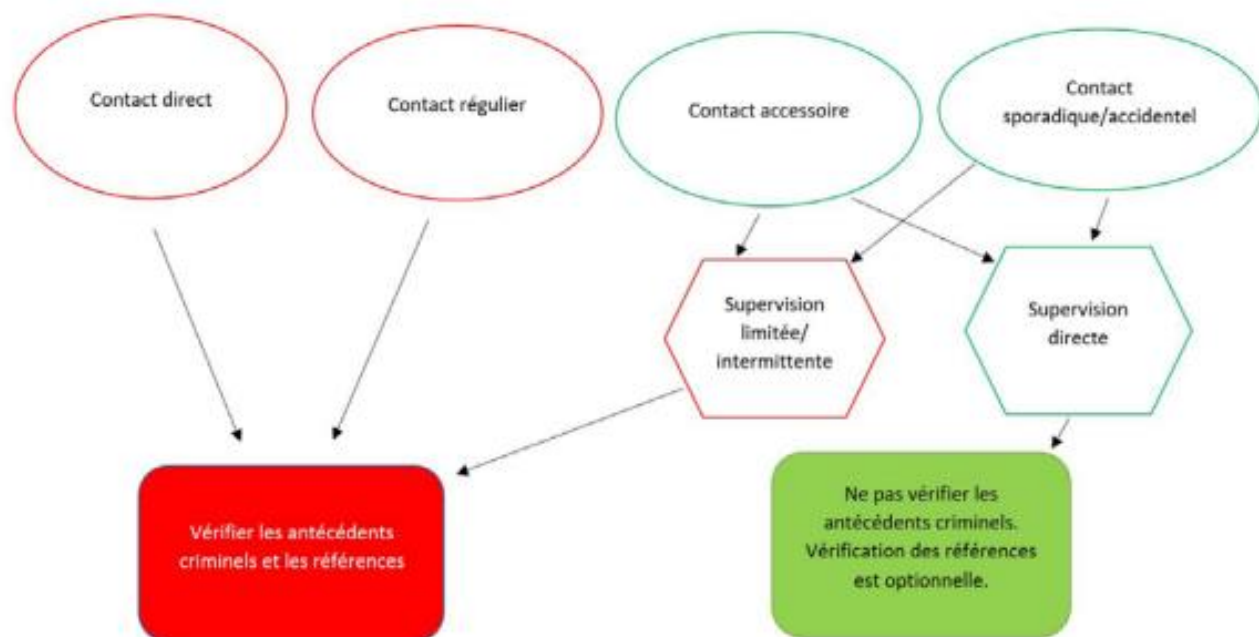 Contact direct
Contact régulier
Contact accessoire
Contact
sporadique/accidentel
Supervision
limitée/
intermittente
Supervision
directe
Vérifier les antécédents
criminels et les références
Ne pas vérifier les
antécédents criminels.
Vérification des références
est optionnelle.